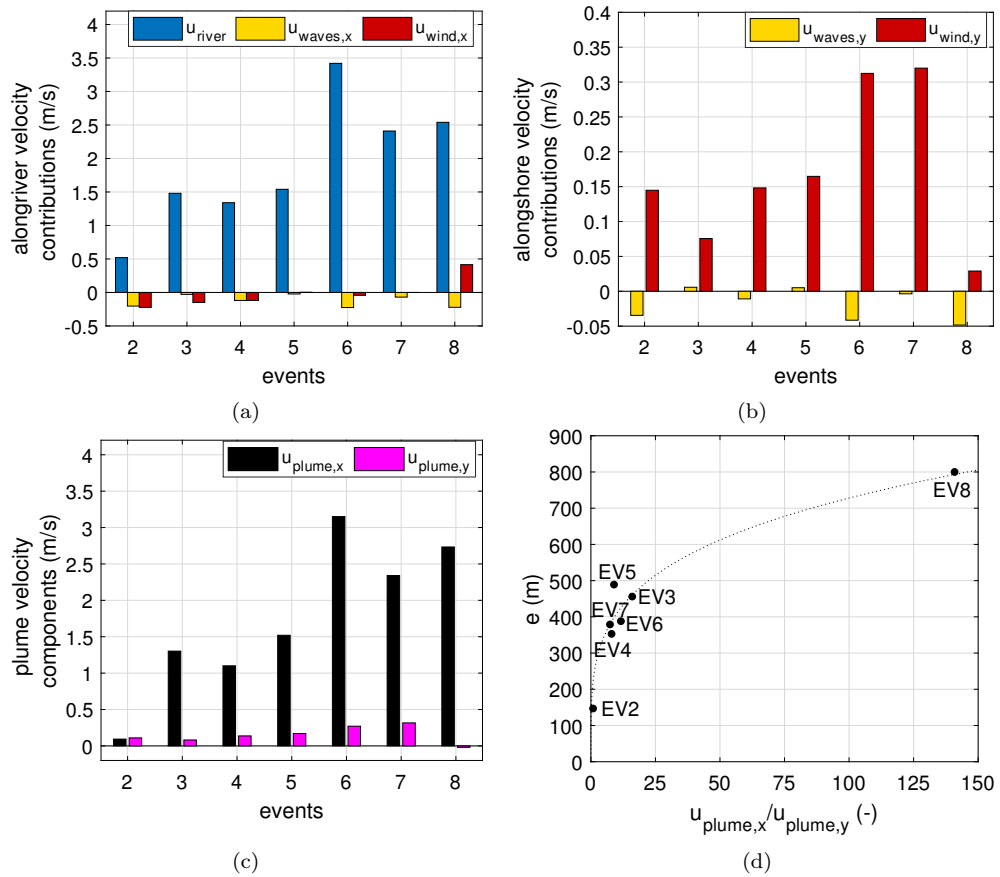 u_river u_waves,x u_wind,x
4
3.5
3
2.5
2
1.5
1
0.5
0
-0.5
alongriver velocity
contributions (m/s)
2 3 4 5 6 7 8
events
(a)
u_waves,y u_wind,y
0.4
0.35
0.3
0.25
0.2
0.15
0.1
0.05
0
-0.05
alongshore velocity
contributions (m/s)
2 3 4 5 6 7 8
events
(b)
u_plume,x u_plume,y
4
3.5
3
2.5
2
1.5
1
0.5
0
plume velocity
components (m/s)
2 3 4 5 6 7 8
events
(c)
900
800
700
600
500
400
300
200
100
0
e (m)
EV8
EV5
EV3
EV7
EV6
EV4
EV2
0 25 50 75 100 125 150
u_plume,x/u_plume,y (-)
(d)